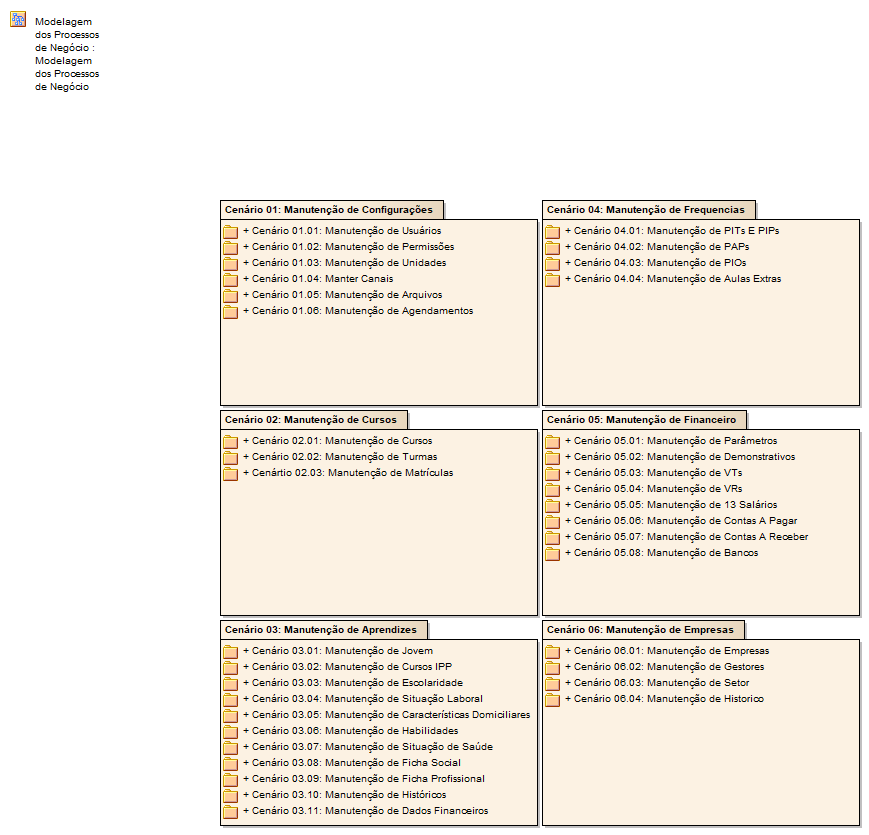 Modelagem
dos Processos
de Negócio :
Modelagem
dos Processos
de Negócio
Cenário 01: Manutenção de Configurações
+ Cenário 01.01: Manutenção de Usuários
+ Cenário 01.02: Manutenção de Permissões
+ Cenário 01.03: Manutenção de Unidades
+ Cenário 01.04: Manter Canais
+ Cenário 01.05: Manutenção de Arquivos
+ Cenário 01.06: Manutenção de Agendamentos
Cenário 04: Manutenção de Frequencias
+ Cenário 04.01: Manutenção de PITs E PIPs
+ Cenário 04.02: Manutenção de PAPs
+ Cenário 04.03: Manutenção de PIOs
+ Cenário 04.04: Manutenção de Aulas Extras
Cenário 02: Manutenção de Cursos
+ Cenário 02.01: Manutenção de Cursos
+ Cenário 02.02: Manutenção de Turmas
+ Cenártio 02.03: Manutenção de Matrículas
Cenário 05: Manutenção de Financeiro
+ Cenário 05.01: Manutenção de Parâmetros
+ Cenário 05.02: Manutenção de Demonstrativos
+ Cenário 05.03: Manutenção de VTs
+ Cenário 05.04: Manutenção de VRs
+ Cenário 05.05: Manutenção de 13 Salários
+ Cenário 05.06: Manutenção de Contas A Pagar
+ Cenário 05.07: Manutenção de Contas A Receber
+ Cenário 05.08: Manutenção de Bancos
Cenário 03: Manutenção de Aprendizes
+ Cenário 03.01: Manutenção de Jovem
+ Cenário 03.02: Manutenção de Cursos IPP
+ Cenário 03.03: Manutenção de Escolaridade
+ Cenário 03.04: Manutenção de Situação Laboral
+ Cenário 03.05: Manutenção de Características Domiciliares
+ Cenário 03.06: Manutenção de Habilidades
+ Cenário 03.07: Manutenção de Situação de Saúde
+ Cenário 03.08: Manutenção de Ficha Social
+ Cenário 03.09: Manutenção de Ficha Profissional
+ Cenário 03.10: Manutenção de Históricos
+ Cenário 03.11: Manutenção de Dados Financeiros
Cenário 06: Manutenção de Empresas
+ Cenário 06.01: Manutenção de Empresas
+ Cenário 06.02: Manutenção de Gestores
+ Cenário 06.03: Manutenção de Setor
+ Cenário 06.04: Manutenção de Historico